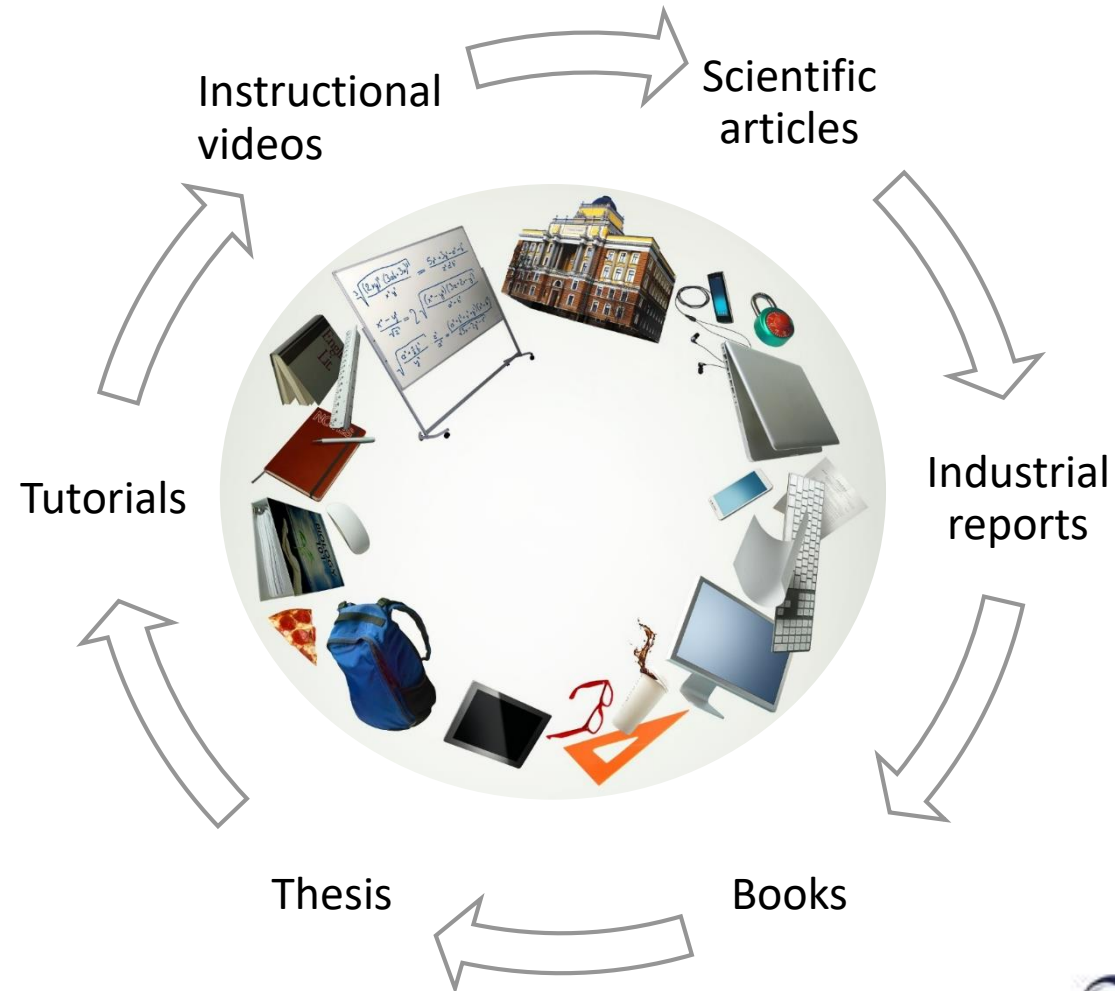 Instructional
videos
Scientific
articles
Industrial
reports
Books
Thesis
Tutorials